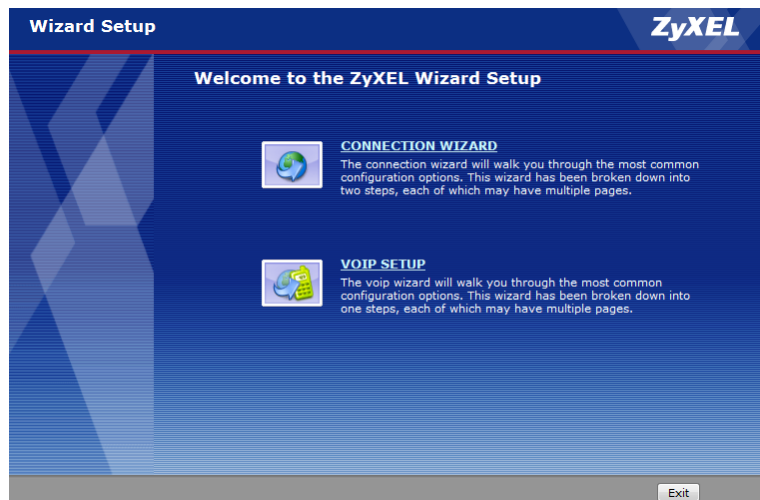 Wizard Setup
ZyXEL
Welcome to the ZyXEL Wizard Setup
CONNECTION WIZARD
The connection wizard will walk you through the most common
configuration options. This wizard has been broken down into
two steps, each of which may have multiple pages.
VOIP SETUP
The voip wizard will walk you through the most common
configuration options. This wizard has been broken down into
one steps, each of which may have multiple pages.
Exit